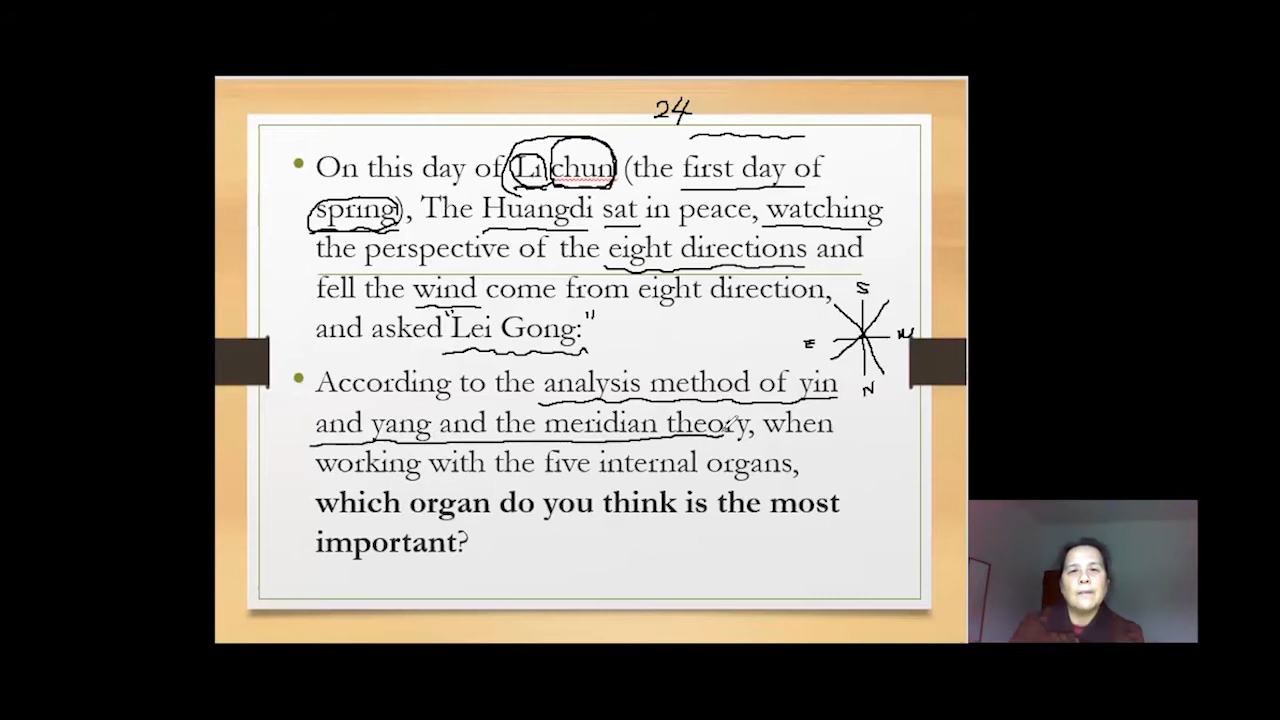 24
• On this day of Lichun (the first day of
spring), The Huangdi sat in peace, watching
the perspective of the eight directions and
fell the wind come from eight direction,
and asked "Lei Gong:"
S
E W
N
• According to the analysis method of yin
and yang and the meridian theory, when
working with the five internal organs,
which organ do you think is the most
important?